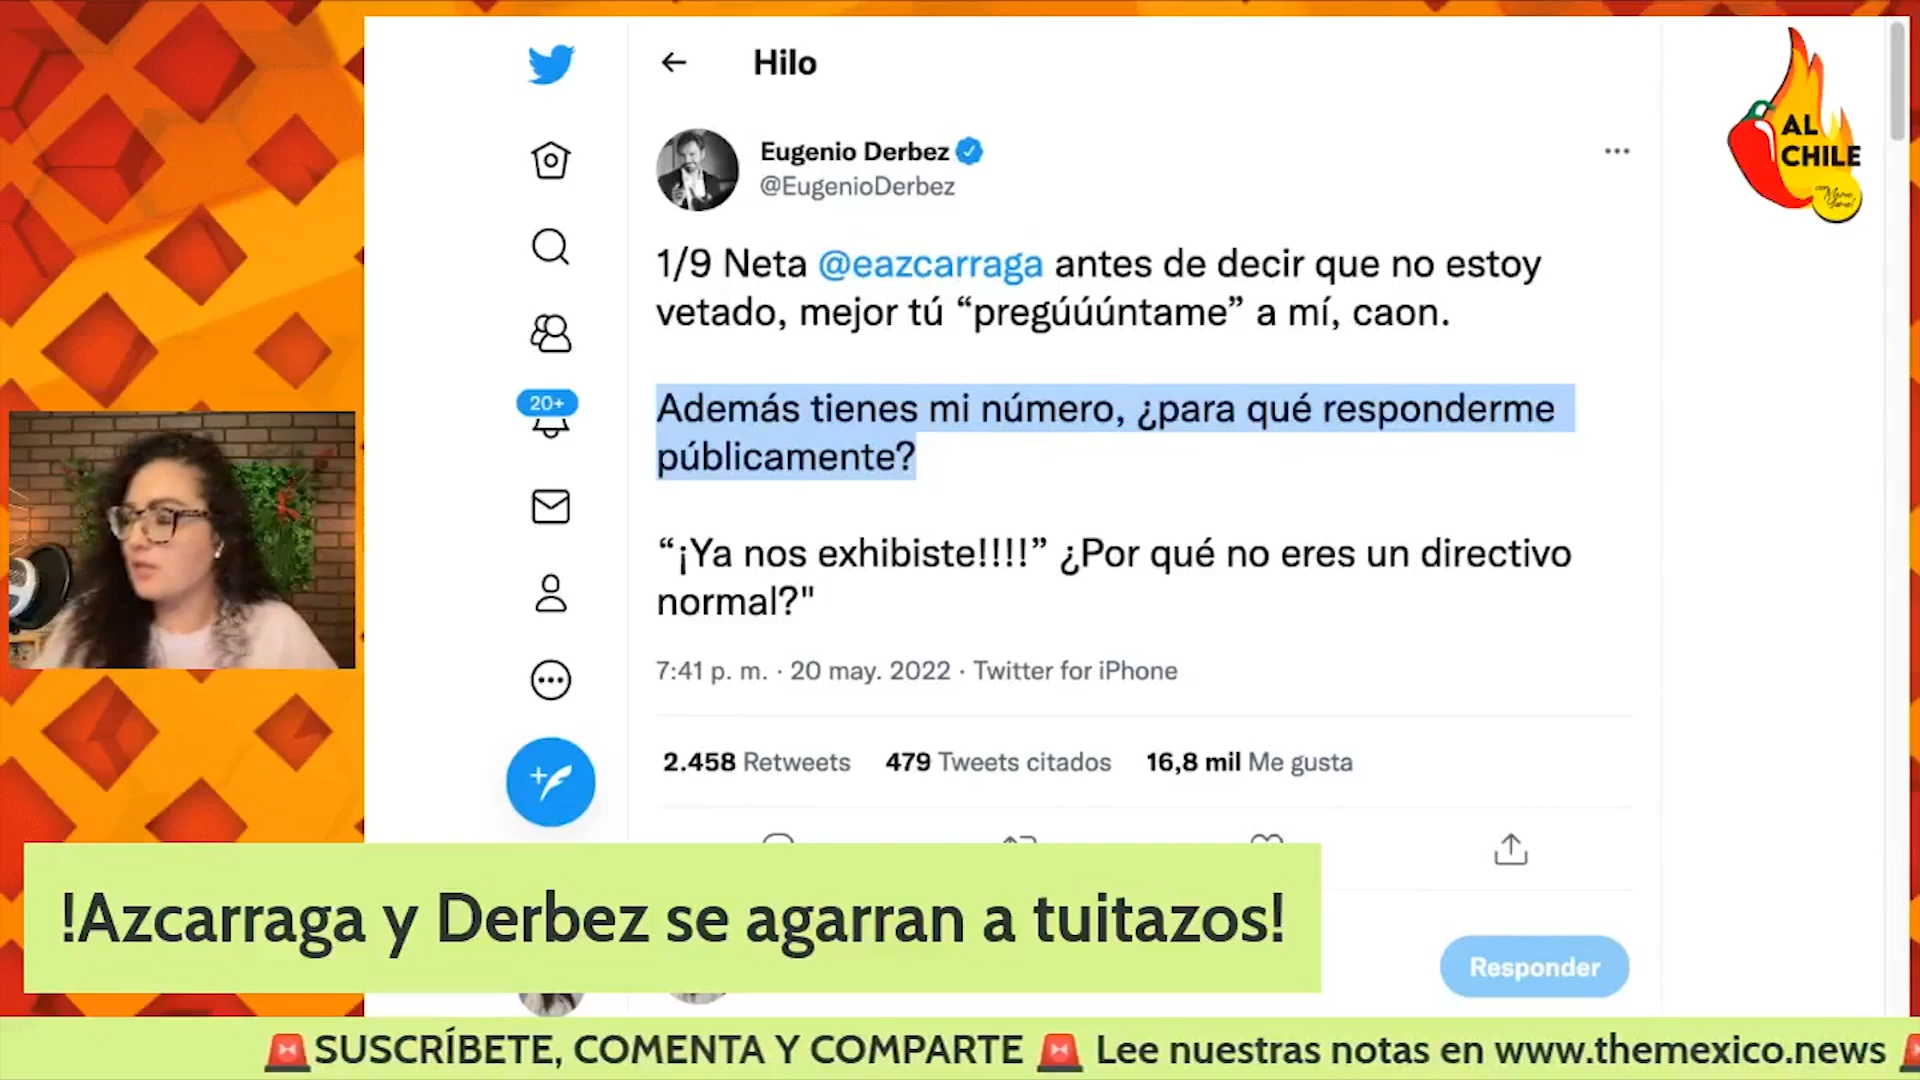 Hilo
AL
CHILE
con
Eugenio Derbez
@EugenioDerbez
1/9 Neta @eazcarraga antes de decir que no estoy
vetado, mejor tú “pregúúúntame” a mí, caon.
Además tienes mi número, ¿para qué responderme
públicamente?
“¡Ya nos exhibiste!!!!” ¿Por qué no eres un directivo
normal?"
20+
7:41 p. m. · 20 may. 2022 · Twitter for iPhone
2.458 Retweets 479 Tweets citados 16,8 mil Me gusta
!Azcarraga y Derbez se agarran a tuitazos!
Responder
SUSCRÍBETE, COMENTA Y COMPARTE Lee nuestras notas en www.themexico.news